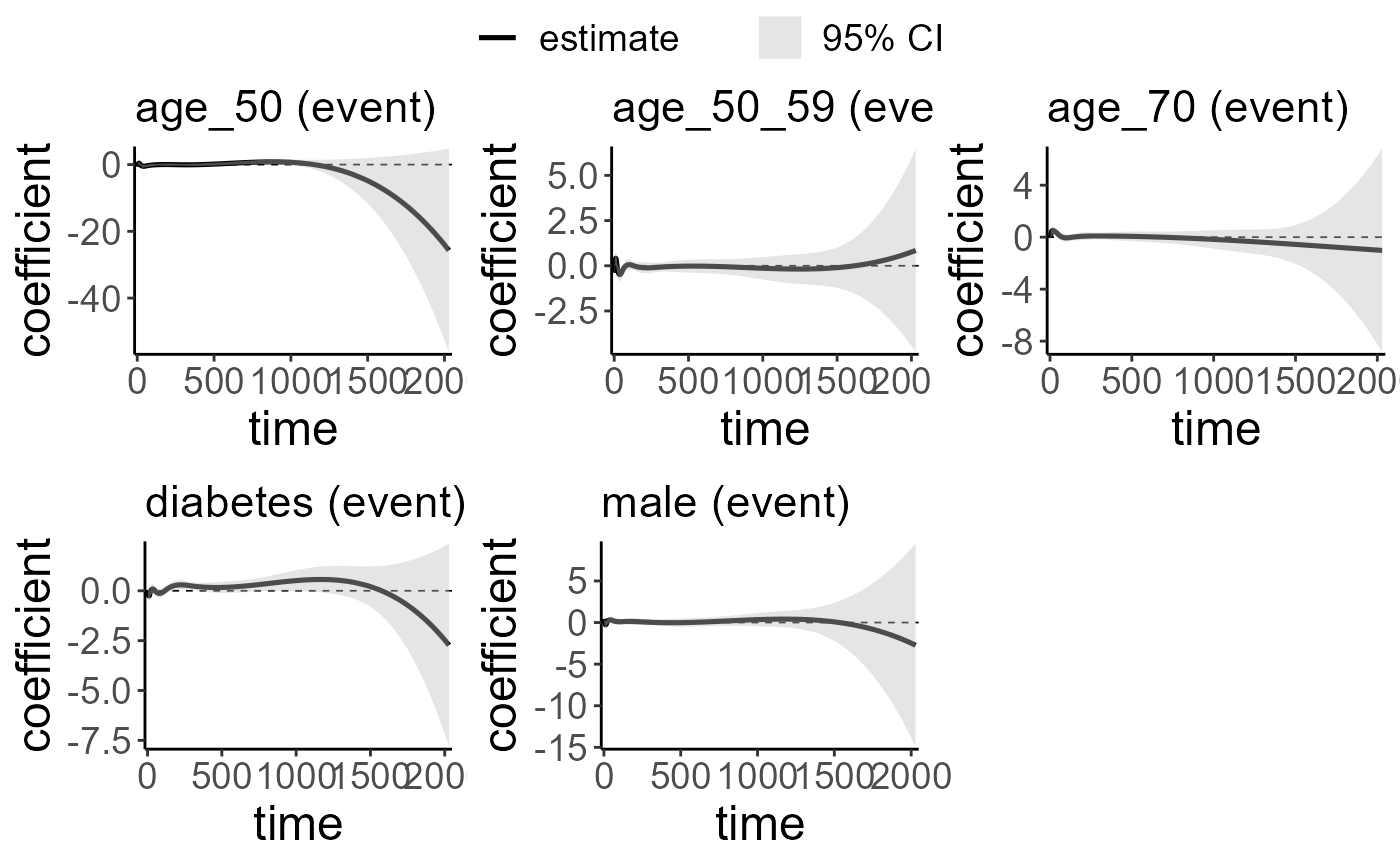 estimate 95% CI
age_50 (event)
coefficient
0
-20
-40
0 500 1000 1500 200
time
age_50_59 (eve
coefficient
5.0
2.5
0.0
-2.5
0 500 1000 1500 200
time
age_70 (event)
coefficient
4
0
-4
-8
0 500 1000 1500 200
time
diabetes (event)
coefficient
0.0
-2.5
-5.0
-7.5
0 500 1000 1500 200
time
male (event)
coefficient
5
0
-5
-10
-15
0 500 1000 1500 2000
time